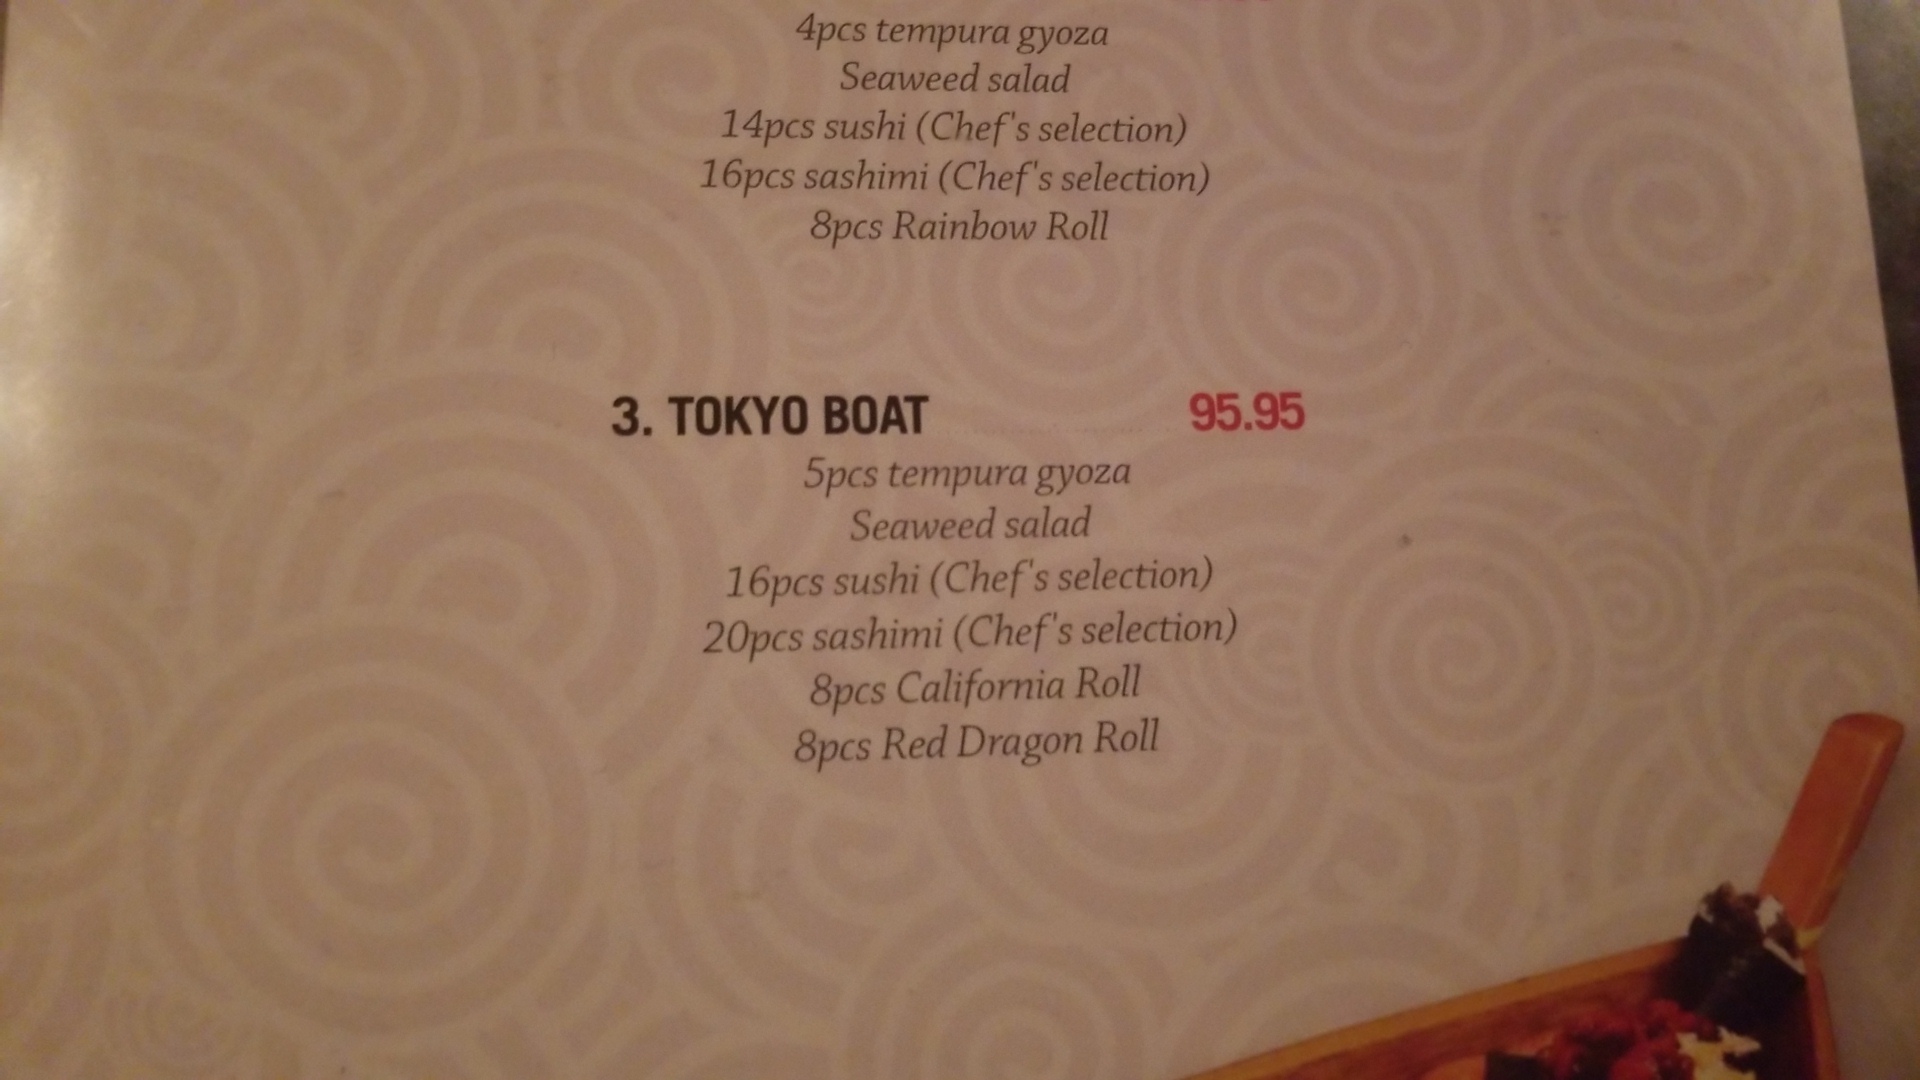 4pcs tempura gyoza
Seaweed salad
14pcs sushi (Chef's selection)
16pcs sashimi (Chef's selection)
8pcs Rainbow Roll
3. TOKYO BOAT 95.95
5pcs tempura gyoza
Seaweed salad
16pcs sushi (Chef's selection)
20pcs sashimi (Chef's selection)
8pcs California Roll
8pcs Red Dragon Roll